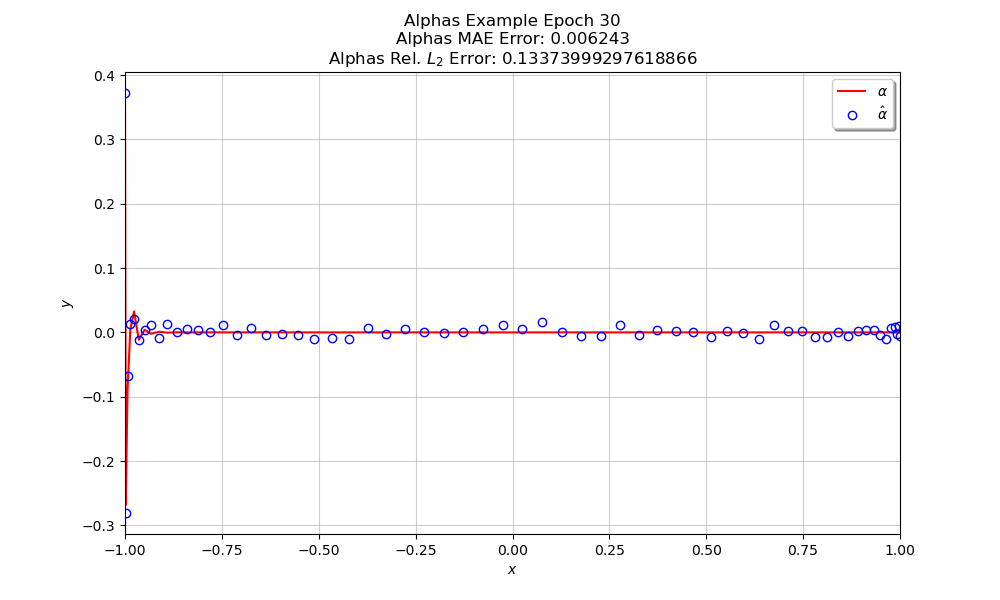 Alphas Example Epoch 30
Alphas MAE Error: 0.006243
Alphas Rel. L₂ Error: 0.13373999297618866
α
α̂
0.4
0.3
0.2
0.1
0.0
−0.1
−0.2
−0.3
y
−1.00 −0.75 −0.50 −0.25 0.00 0.25 0.50 0.75 1.00
x